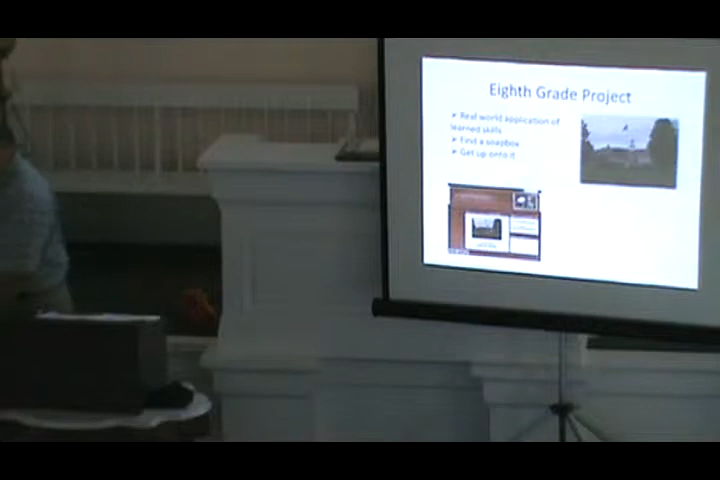 Eighth Grade Project
➢ Real world application of
learned skills
➢ Find a soapbox
➢ Get up onto it